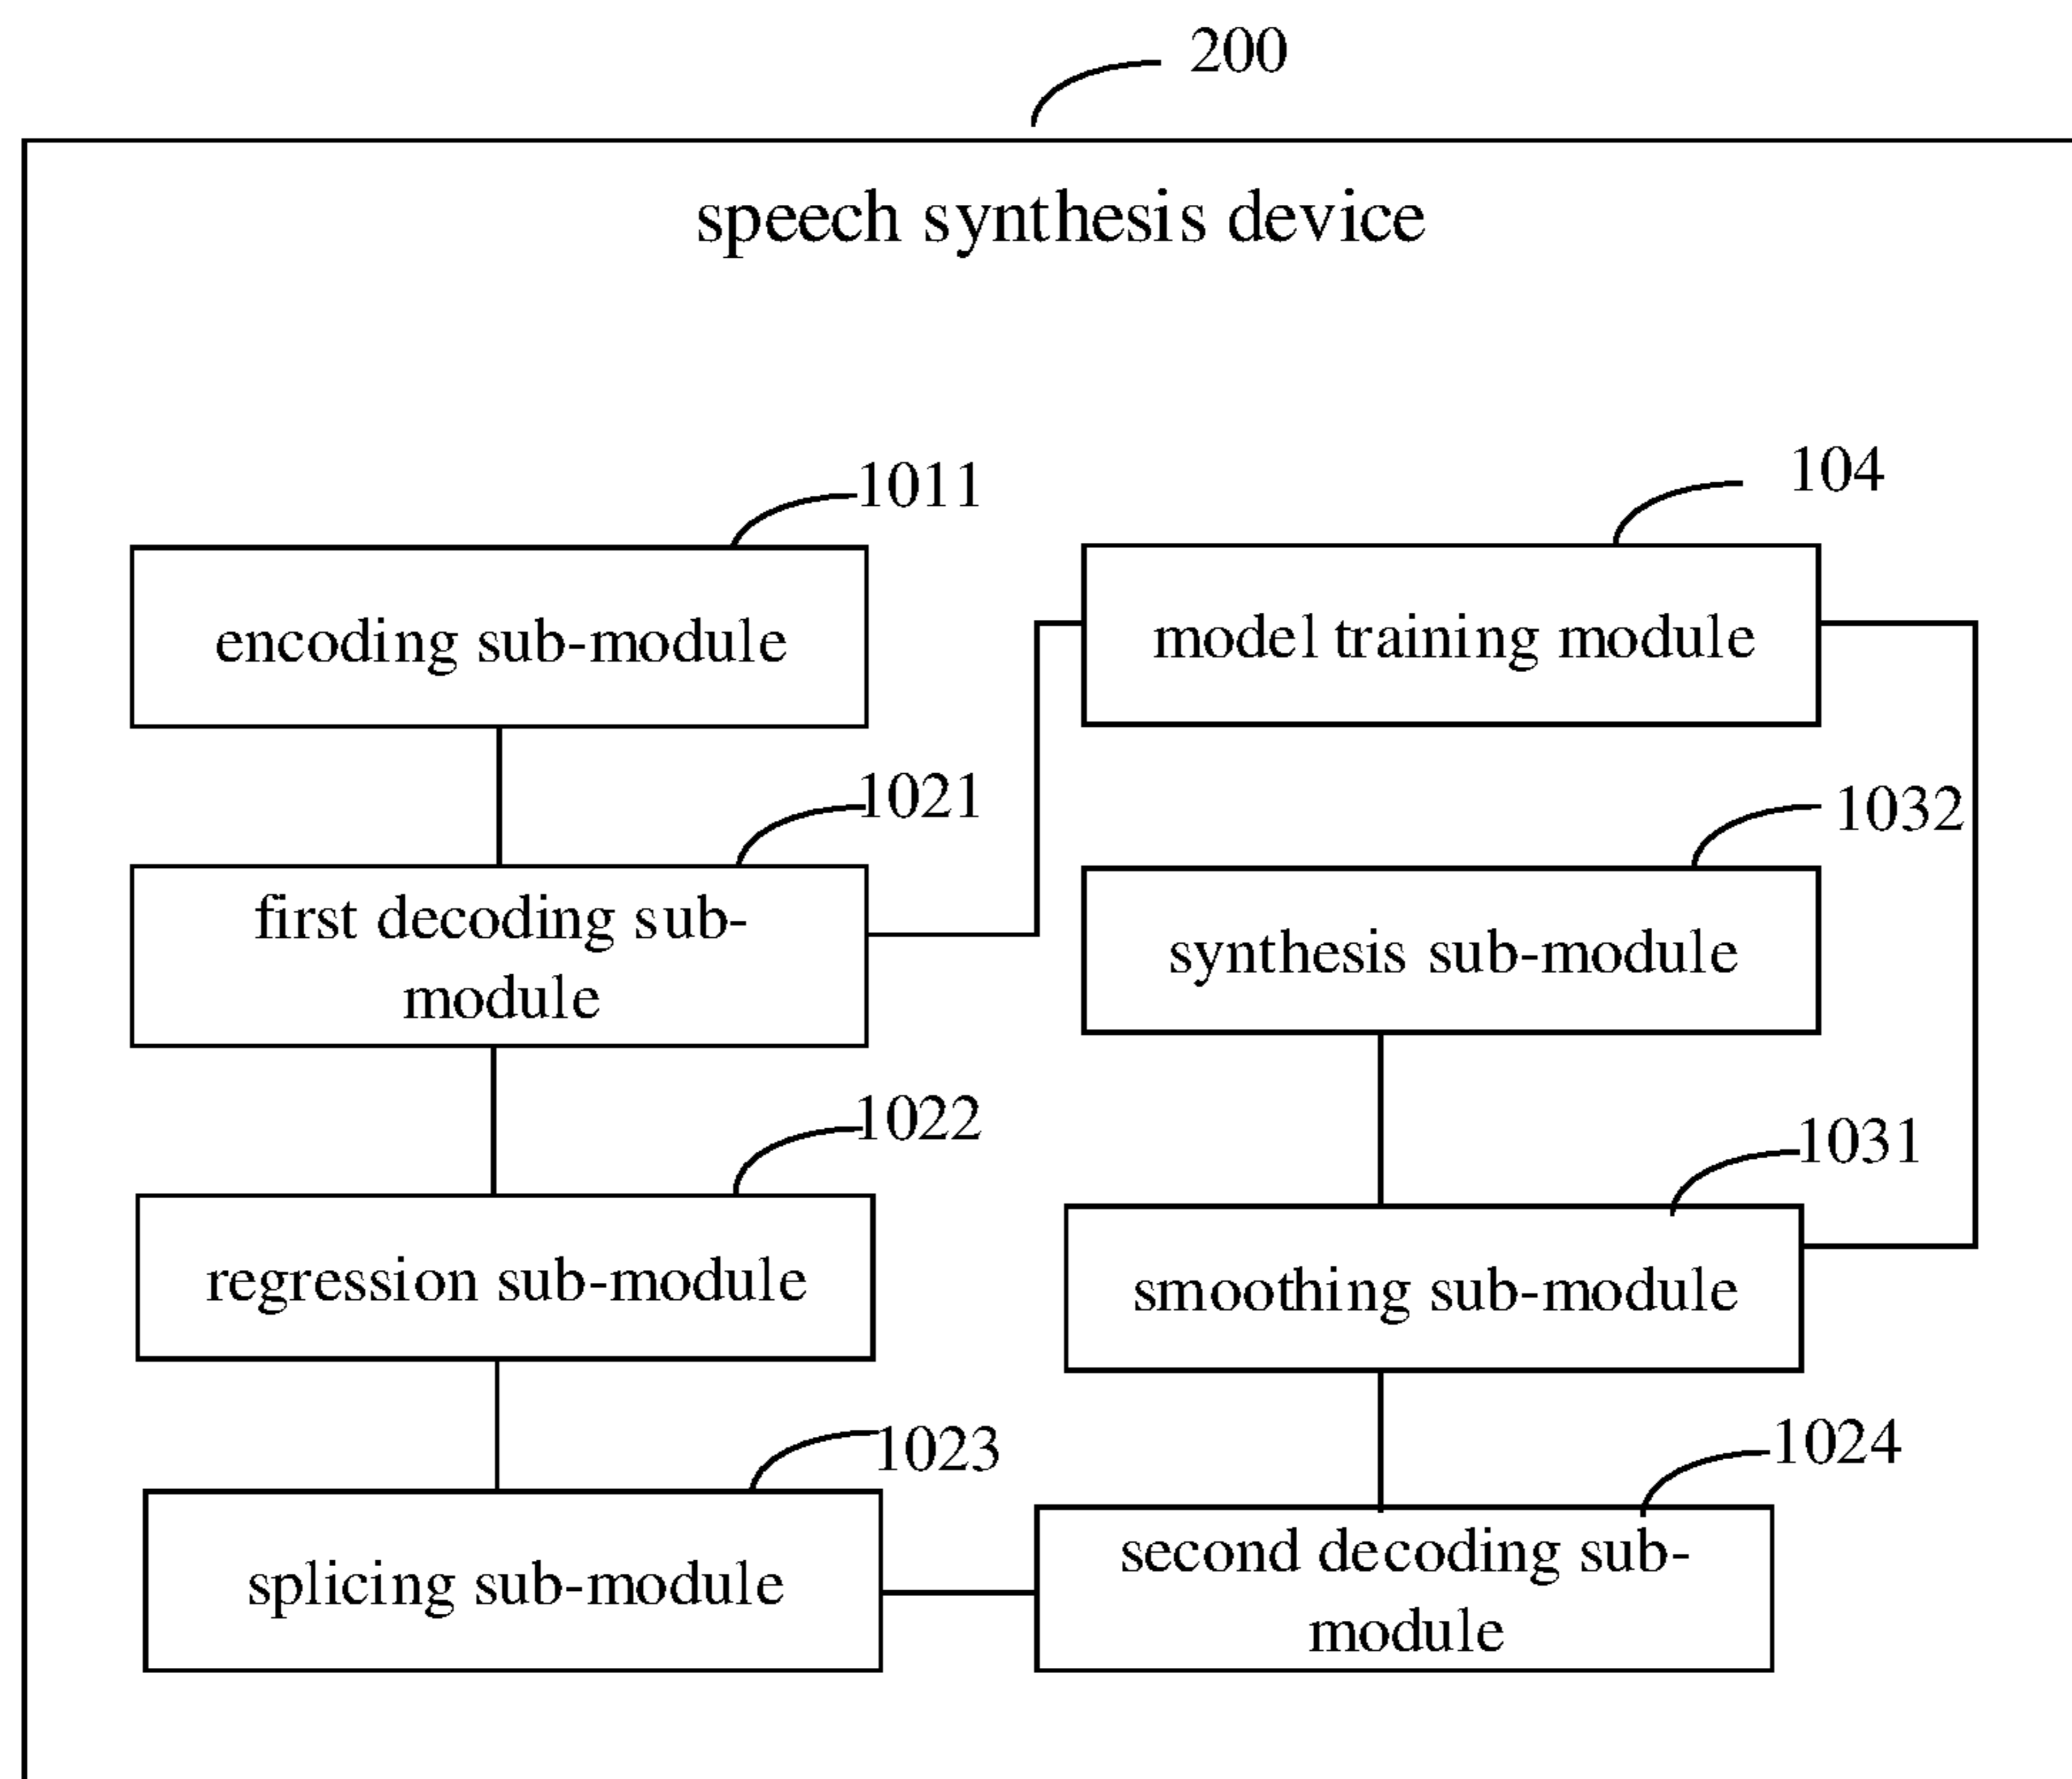 200
speech synthesis device
1011
encoding sub-module
104
model training module
1021
first decoding sub-
module
1032
synthesis sub-module
1022
regression sub-module
1031
smoothing sub-module
1023
splicing sub-module
1024
second decoding sub-
module